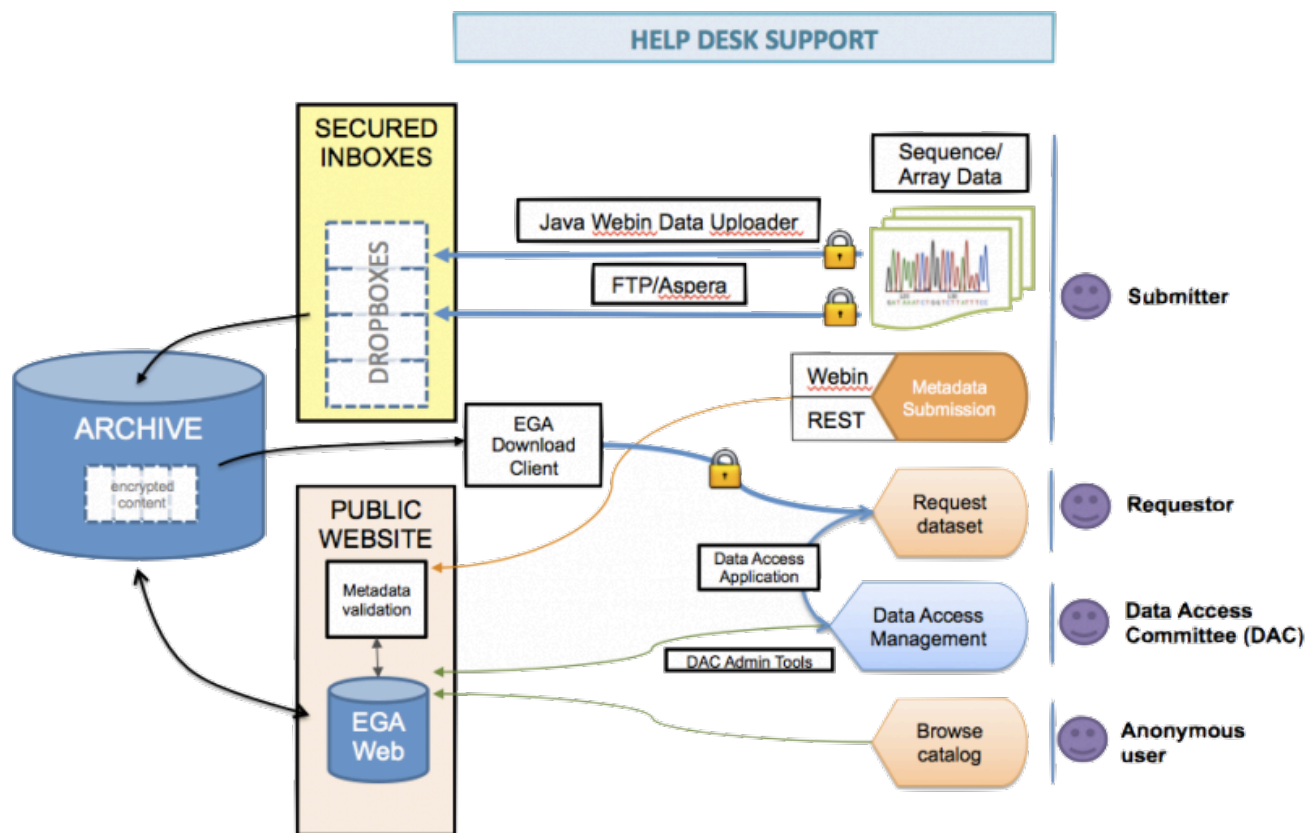 HELP DESK SUPPORT
SECURED
INBOXES
DROPBOXES
Sequence/
Array Data
Java Webin Data Uploader
FTP/Aspera
Submitter
Webin
REST
Metadata
Submission
ARCHIVE
encrypted
content
EGA
Download
Client
Request
dataset
Requestor
PUBLIC
WEBSITE
Metadata
validation
Data Access
Application
Data Access
Management
DAC Admin Tools
Data Access
Committee (DAC)
EGA
Web
Browse
catalog
Anonymous
user